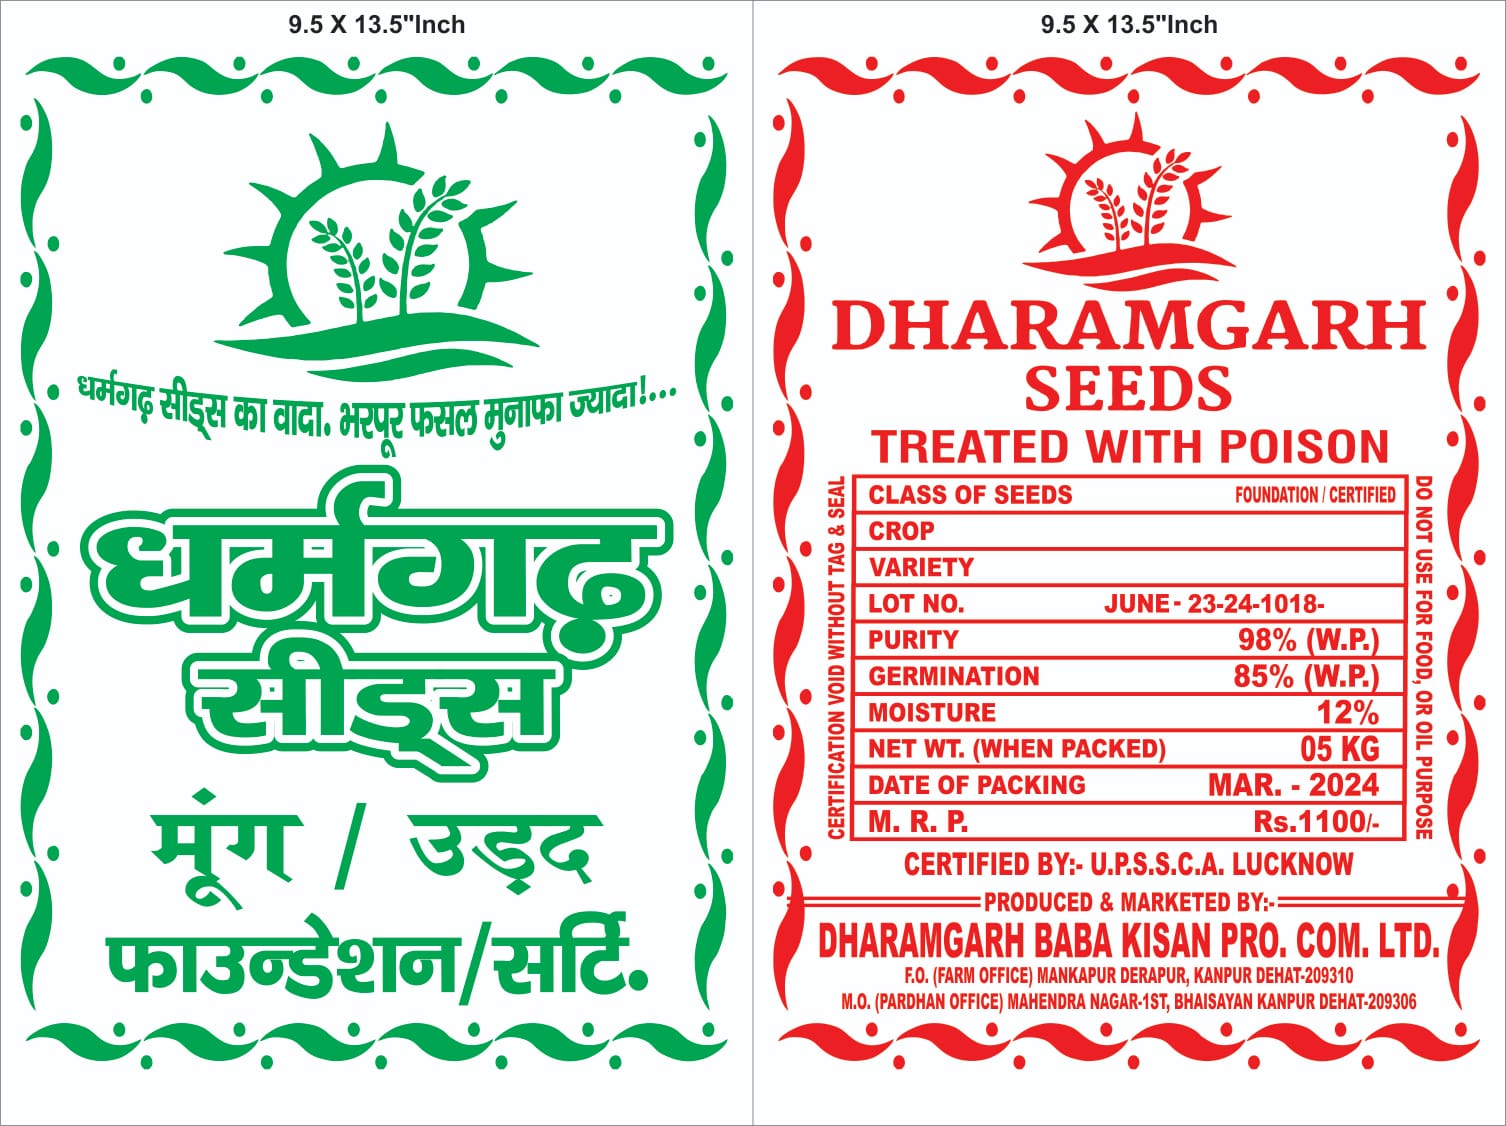 9.5 X 13.5"Inch
धर्मगढ़ सीड्स का वादा. भरपूर फसल मुनाफा ज्यादा!...
धर्मगढ़
सीड्स
मूंग / उड़द
फाउन्डेशन/सर्टि.
9.5 X 13.5"Inch
DHARAMGARH
SEEDS
TREATED WITH POISON
CERTIFICATION VOID WITHOUT TAG & SEAL
CLASS OF SEEDS FOUNDATION / CERTIFIED
CROP
VARIETY
LOT NO. JUNE - 23-24-1018-
PURITY 98% (W.P.)
GERMINATION 85% (W.P.)
MOISTURE 12%
NET WT. (WHEN PACKED) 05 KG
DATE OF PACKING MAR. - 2024
M. R. P. Rs.1100/-
DO NOT USE FOR FOOD, OR OIL PURPOSE
CERTIFIED BY:- U.P.S.S.C.A. LUCKNOW
PRODUCED & MARKETED BY:-
DHARAMGARH BABA KISAN PRO. COM. LTD.
F.O. (FARM OFFICE) MANKAPUR DERAPUR, KANPUR DEHAT-209310
M.O. (PARDHAN OFFICE) MAHENDRA NAGAR-1ST, BHAISAYAN KANPUR DEHAT-209306